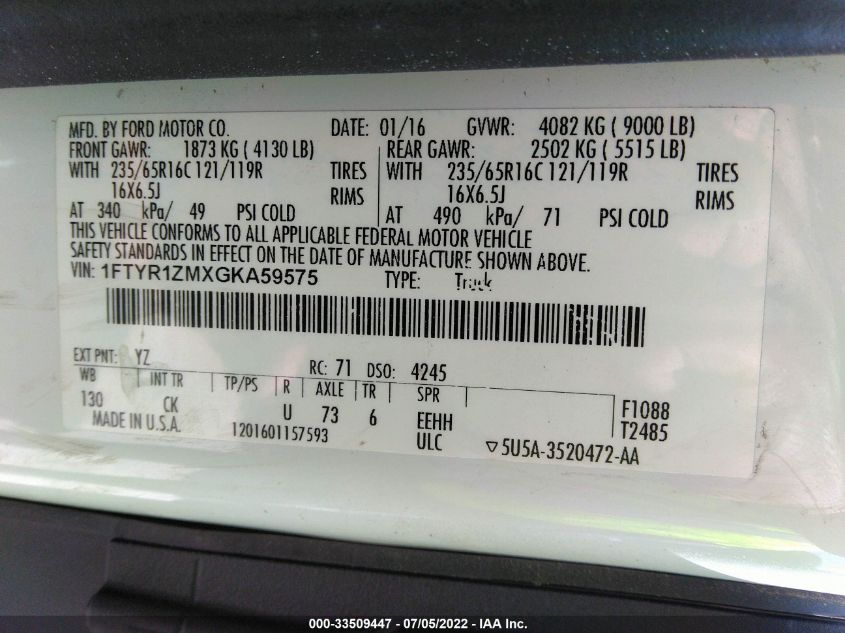 MFD. BY FORD MOTOR CO. DATE: 01/16 GVWR: 4082 KG ( 9000 LB)
FRONT GAWR: 1873 KG ( 4130 LB) REAR GAWR: 2502 KG ( 5515 LB)
WITH 235/65R16C 121/119R TIRES WITH 235/65R16C 121/119R TIRES
16X6.5J RIMS 16X6.5J RIMS
AT 340 kPa/ 49 PSI COLD AT 490 kPa/ 71 PSI COLD
THIS VEHICLE CONFORMS TO ALL APPLICABLE FEDERAL MOTOR VEHICLE
SAFETY STANDARDS IN EFFECT ON THE DATE OF MANUFACTURE SHOWN ABOVE.
VIN: 1FTYR1ZMXGKA59575 TYPE: Truck
EXT PNT: YZ RC: 71 DSO: 4245
WB INT TR TP/PS R AXLE TR SPR
130 CK U 73 6 EEHH F1088
MADE IN U.S.A. 1201601157593 ULC T2485
▽5U5A-3520472-AA
000-33509447 - 07/05/2022 - IAA Inc.